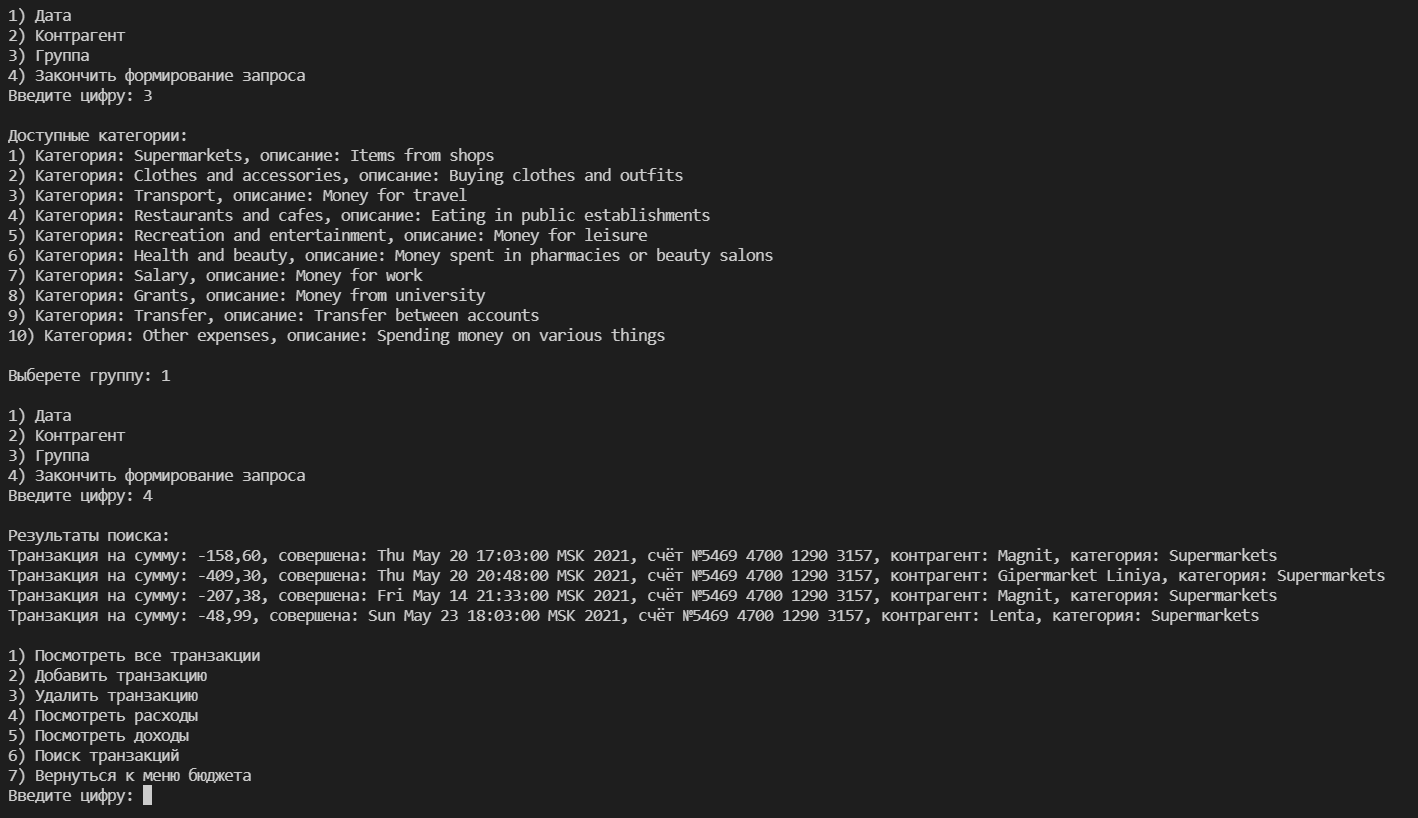 1) Дата
2) Контрагент
3) Группа
4) Закончить формирование запроса
Введите цифру: 3
Доступные категории:
1) Категория: Supermarkets, описание: Items from shops
2) Категория: Clothes and accessories, описание: Buying clothes and outfits
3) Категория: Transport, описание: Money for travel
4) Категория: Restaurants and cafes, описание: Eating in public establishments
5) Категория: Recreation and entertainment, описание: Money for leisure
6) Категория: Health and beauty, описание: Money spent in pharmacies or beauty salons
7) Категория: Salary, описание: Money for work
8) Категория: Grants, описание: Money from university
9) Категория: Transfer, описание: Transfer between accounts
10) Категория: Other expenses, описание: Spending money on various things
Выберете группу: 1
1) Дата
2) Контрагент
3) Группа
4) Закончить формирование запроса
Введите цифру: 4
Результаты поиска:
Транзакция на сумму: -158,60, совершена: Thu May 20 17:03:00 MSK 2021, счёт №5469 4700 1290 3157, контрагент: Magnit, категория: Supermarkets
Транзакция на сумму: -409,30, совершена: Thu May 20 20:48:00 MSK 2021, счёт №5469 4700 1290 3157, контрагент: Gipermarket Liniya, категория: Supermarkets
Транзакция на сумму: -207,38, совершена: Fri May 14 21:33:00 MSK 2021, счёт №5469 4700 1290 3157, контрагент: Magnit, категория: Supermarkets
Транзакция на сумму: -48,99, совершена: Sun May 23 18:03:00 MSK 2021, счёт №5469 4700 1290 3157, контрагент: Lenta, категория: Supermarkets
1) Посмотреть все транзакции
2) Добавить транзакцию
3) Удалить транзакцию
4) Посмотреть расходы
5) Посмотреть доходы
6) Поиск транзакций
7) Вернуться к меню бюджета
Введите цифру: